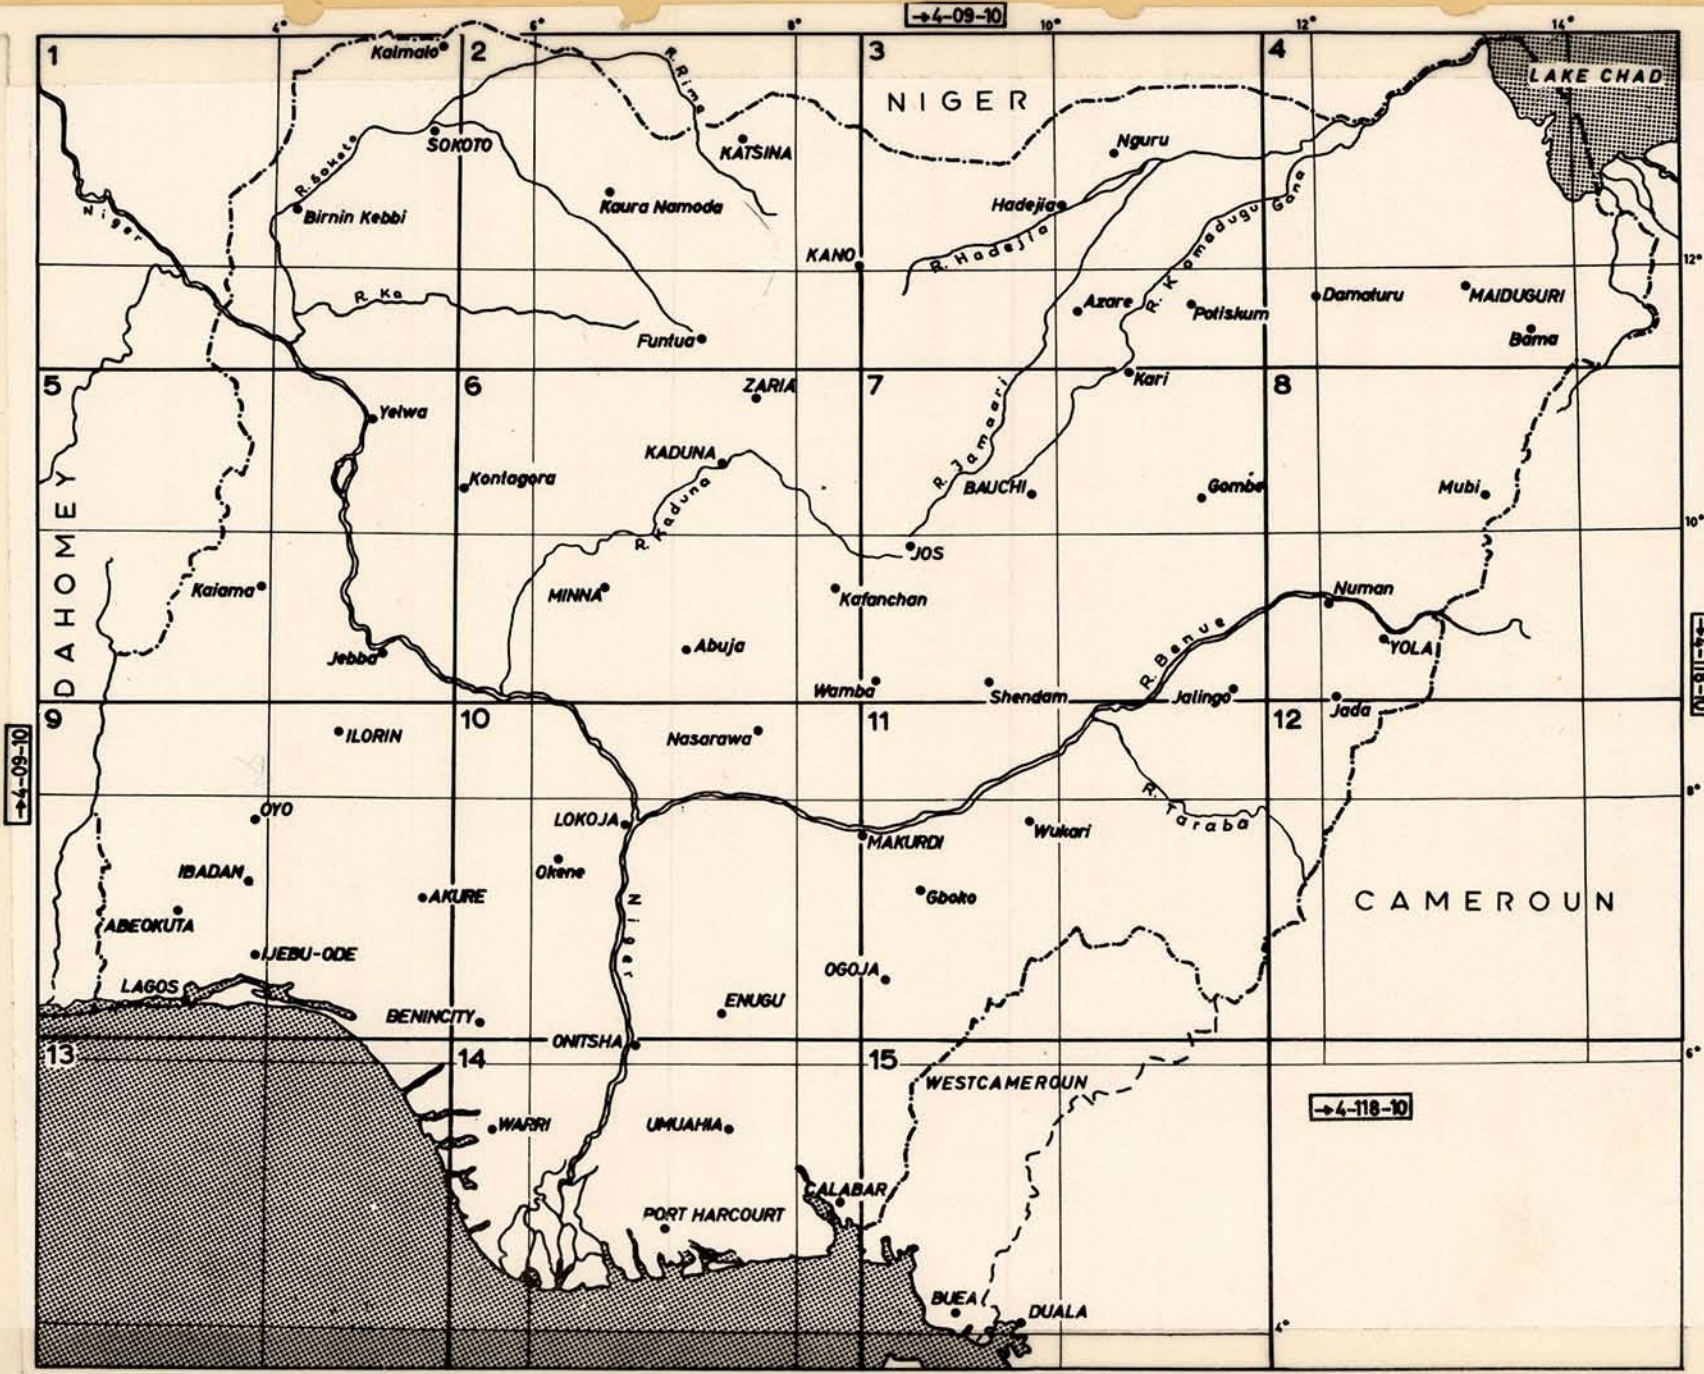 →4-09-10
4°
6°
8°
10°
12°
14°
1
Kalmalo
2
3
4
LAKE CHAD
R. Rima
NIGER
SOKOTO
KATSINA
Nguru
R. Sokoto
Birnin Kebbi
Kaura Namoda
Hadejia
R. Komadugu Gana
Niger
KANO
R. Hadejia
12°
R. Ka
Azare
Potiskum
Damaturu
MAIDUGURI
Funtua
Bama
5
6
ZARIA
7
Kari
8
Yelwa
R. Jamaari
KADUNA
Kontagora
BAUCHI
Gombe
Mubi
DAHOMEY
R. Kaduna
10°
JOS
Kaiama
MINNA
Kafanchan
Numan
Jebba
Abuja
R. Benue
YOLA
→4-118-10
Wamba
Shendam
Jalingo
Jada
9
10
11
12
ILORIN
Nasarawa
→4-09-10
OYO
LOKOJA
R. Taraba
8°
MAKURDI
Wukari
IBADAM
Okene
AKURE
Gboko
CAMEROUN
ABEOKUTA
Niger
IJEBU-ODE
OGOJA
LAGOS
ENUGU
BENINCITY
ONITSHA
13
14
15
6°
WESTCAMEROUN
→4-118-10
WARRI
UMUAHIA
CALABAR
PORT HARCOURT
BUEA
DUALA
4°